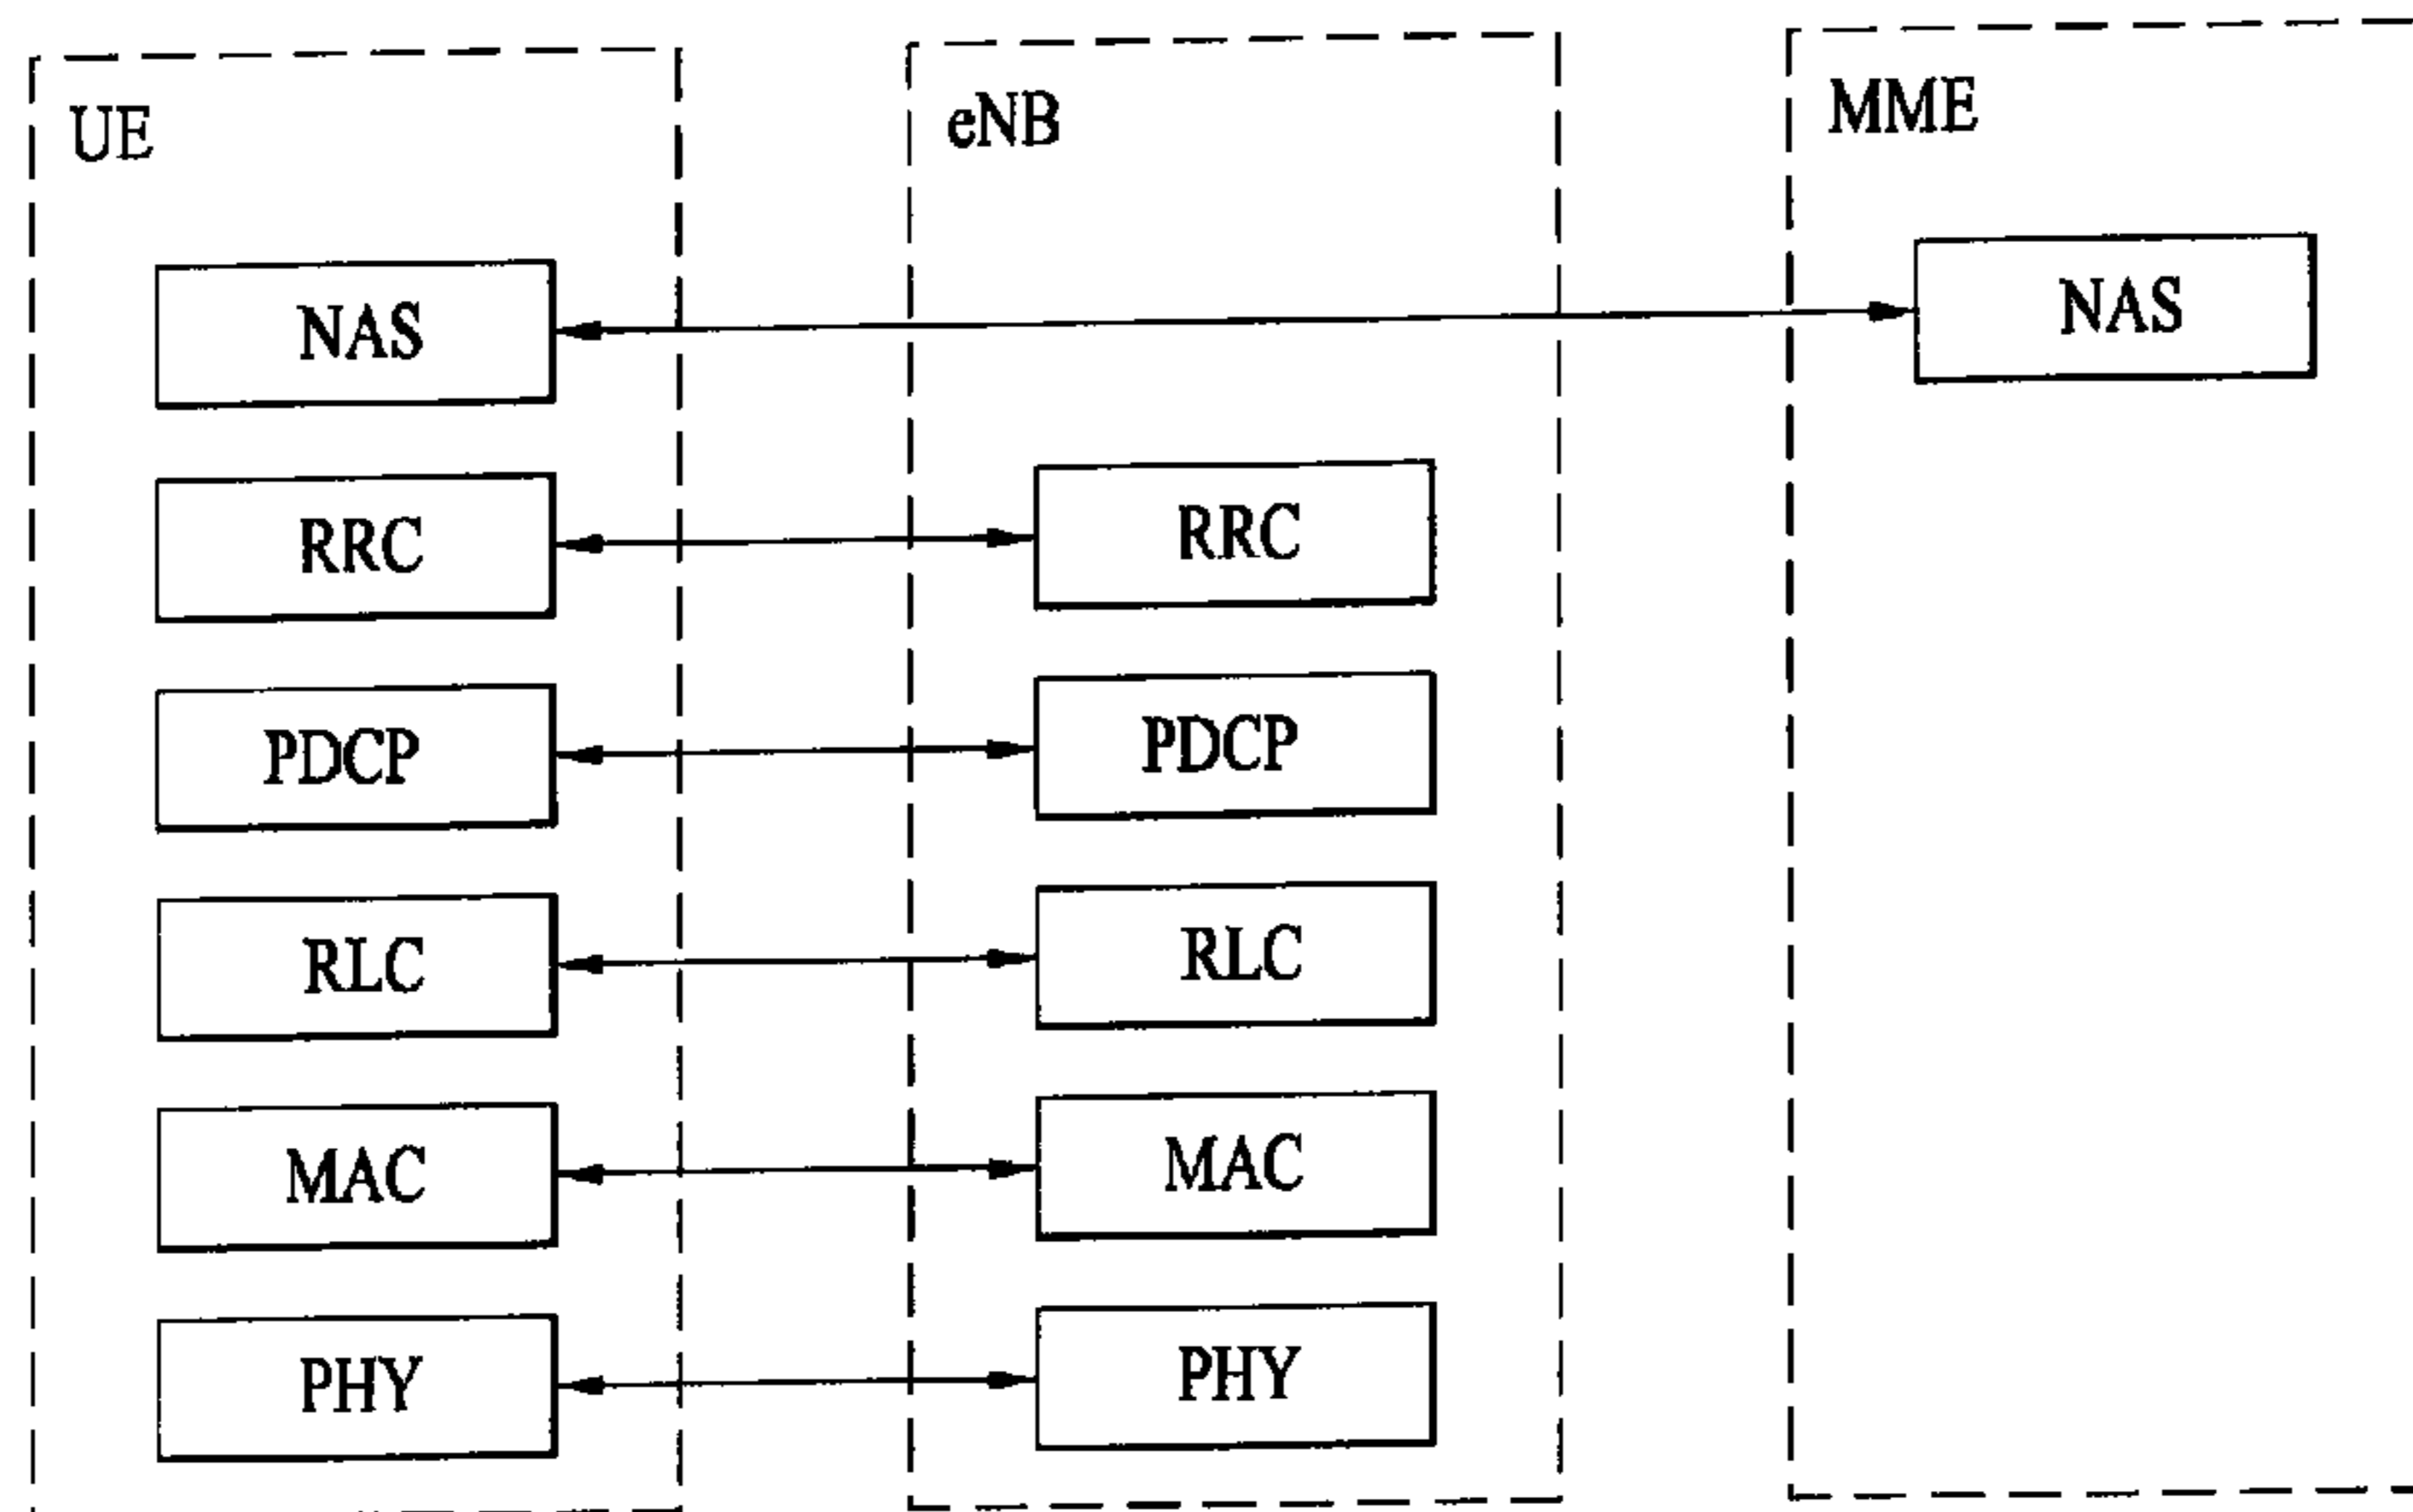 UE
eNB
MME
NAS
NAS
RRC
RRC
PDCP
PDCP
RLC
RLC
MAC
MAC
PHY
PHY